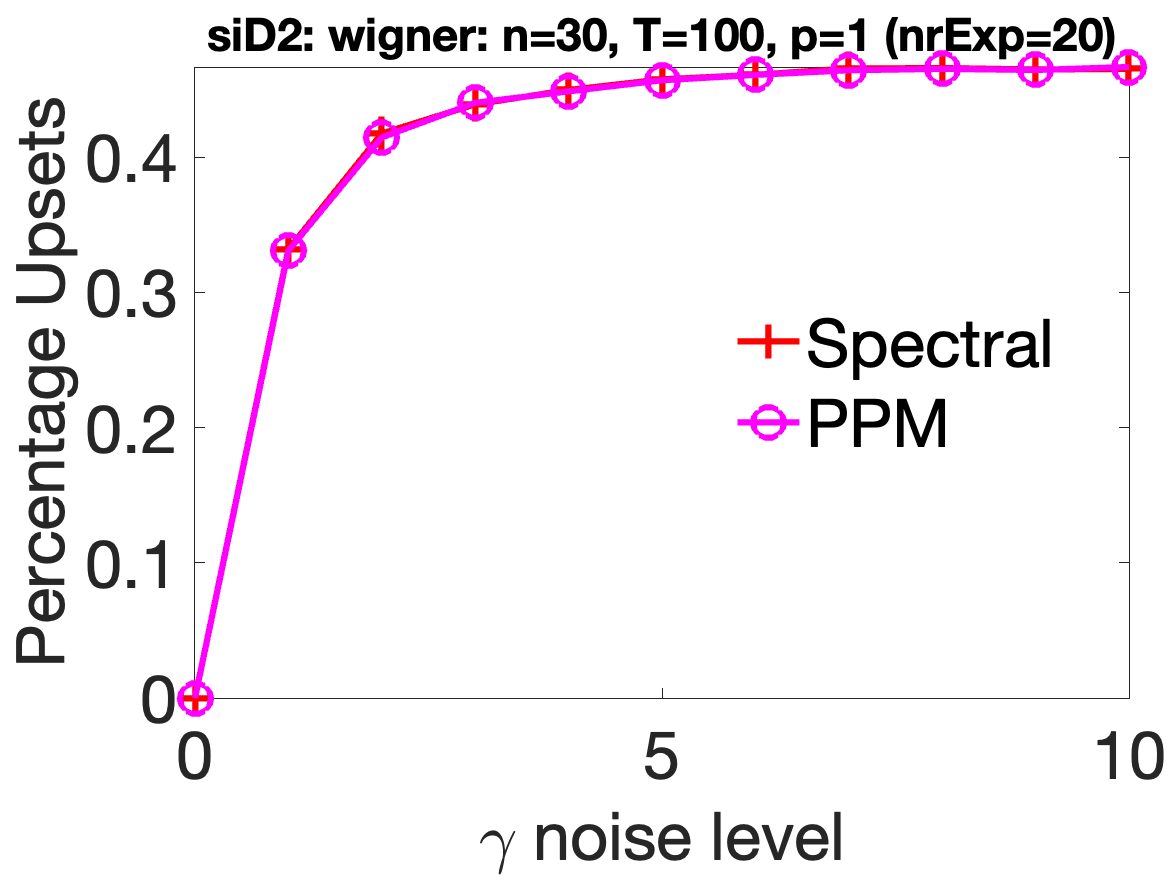 siD2: wigner: n=30, T=100, p=1 (nrExp=20)
Percentage Upsets
0.4
0.3
0.2
0.1
0
Spectral
PPM
0 5 10
γ noise level